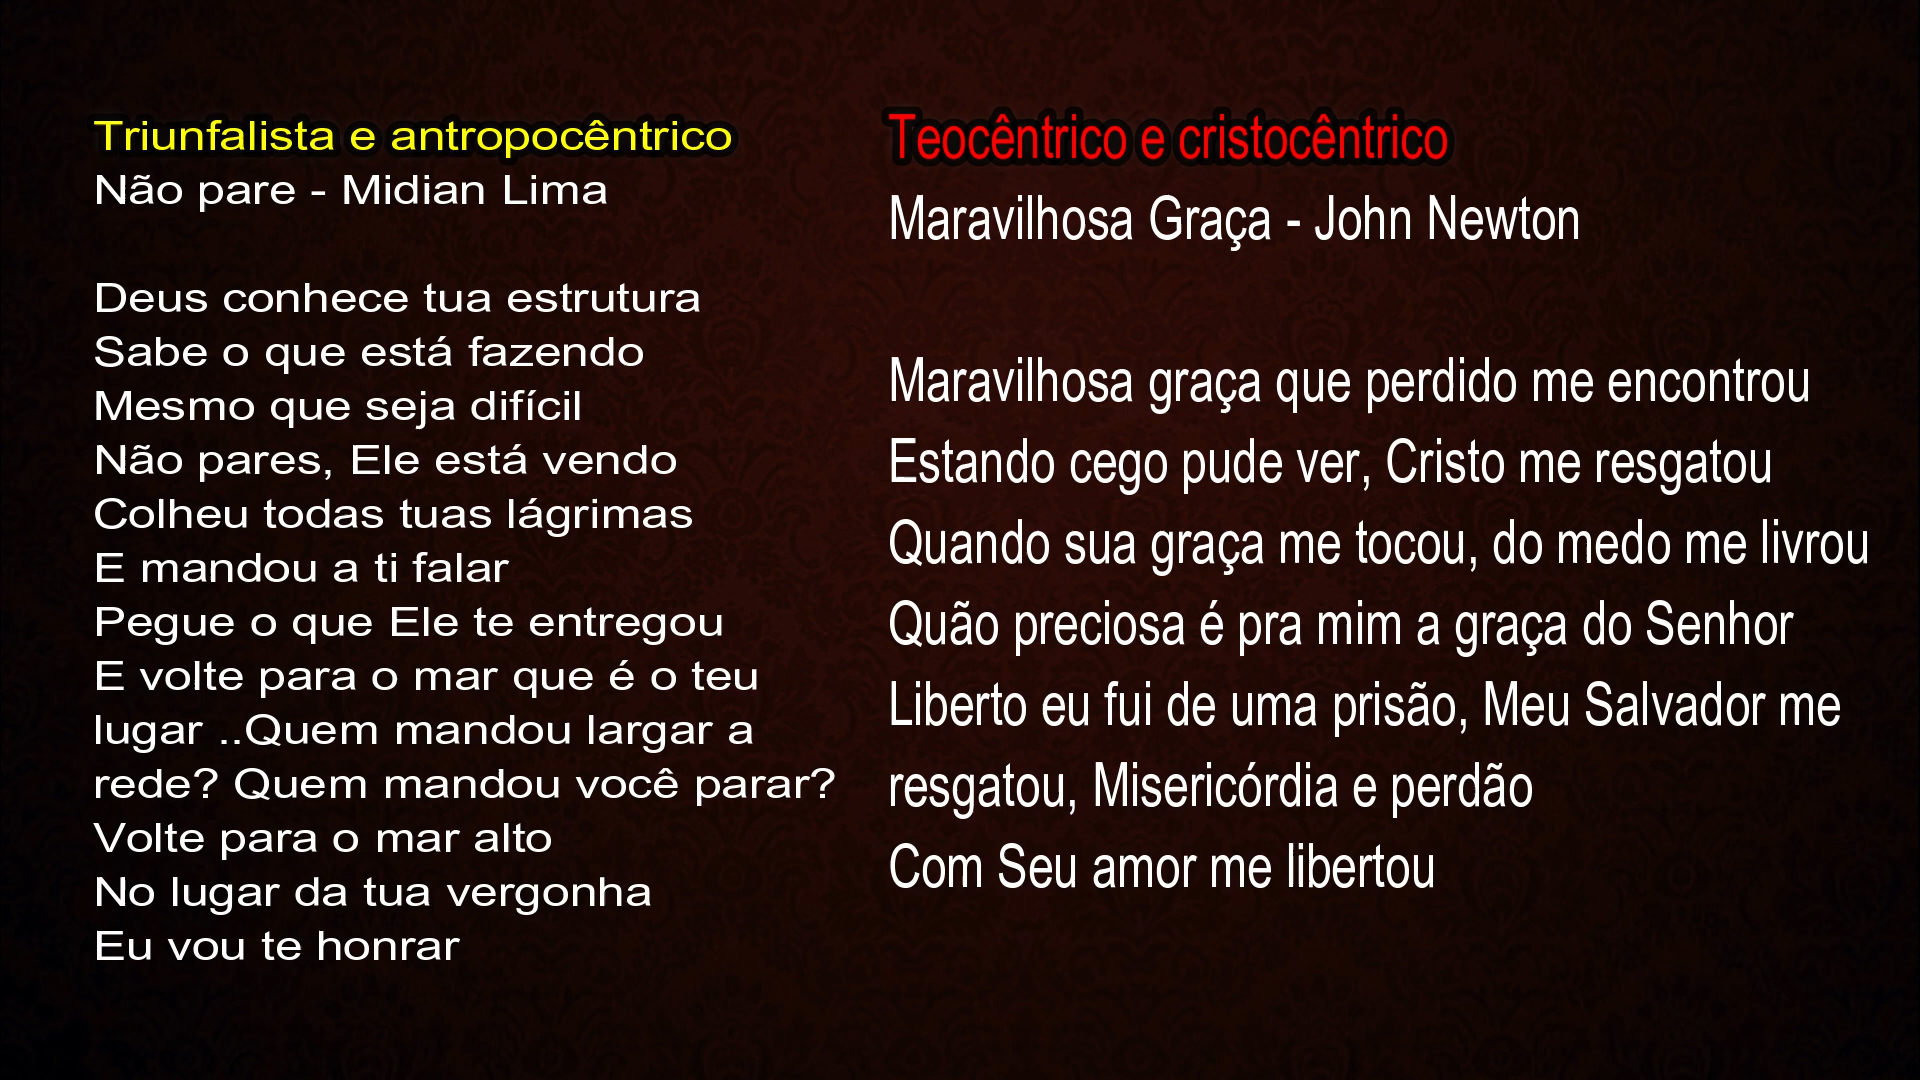 Triunfalista e antropocêntrico
Não pare - Midian Lima
Deus conhece tua estrutura
Sabe o que está fazendo
Mesmo que seja difícil
Não pares, Ele está vendo
Colheu todas tuas lágrimas
E mandou a ti falar
Pegue o que Ele te entregou
E volte para o mar que é o teu
lugar ..Quem mandou largar a
rede? Quem mandou você parar?
Volte para o mar alto
No lugar da tua vergonha
Eu vou te honrar
Teocêntrico e cristocêntrico
Maravilhosa Graça - John Newton
Maravilhosa graça que perdido me encontrou
Estando cego pude ver, Cristo me resgatou
Quando sua graça me tocou, do medo me livrou
Quão preciosa é pra mim a graça do Senhor
Liberto eu fui de uma prisão, Meu Salvador me
resgatou, Misericórdia e perdão
Com Seu amor me libertou